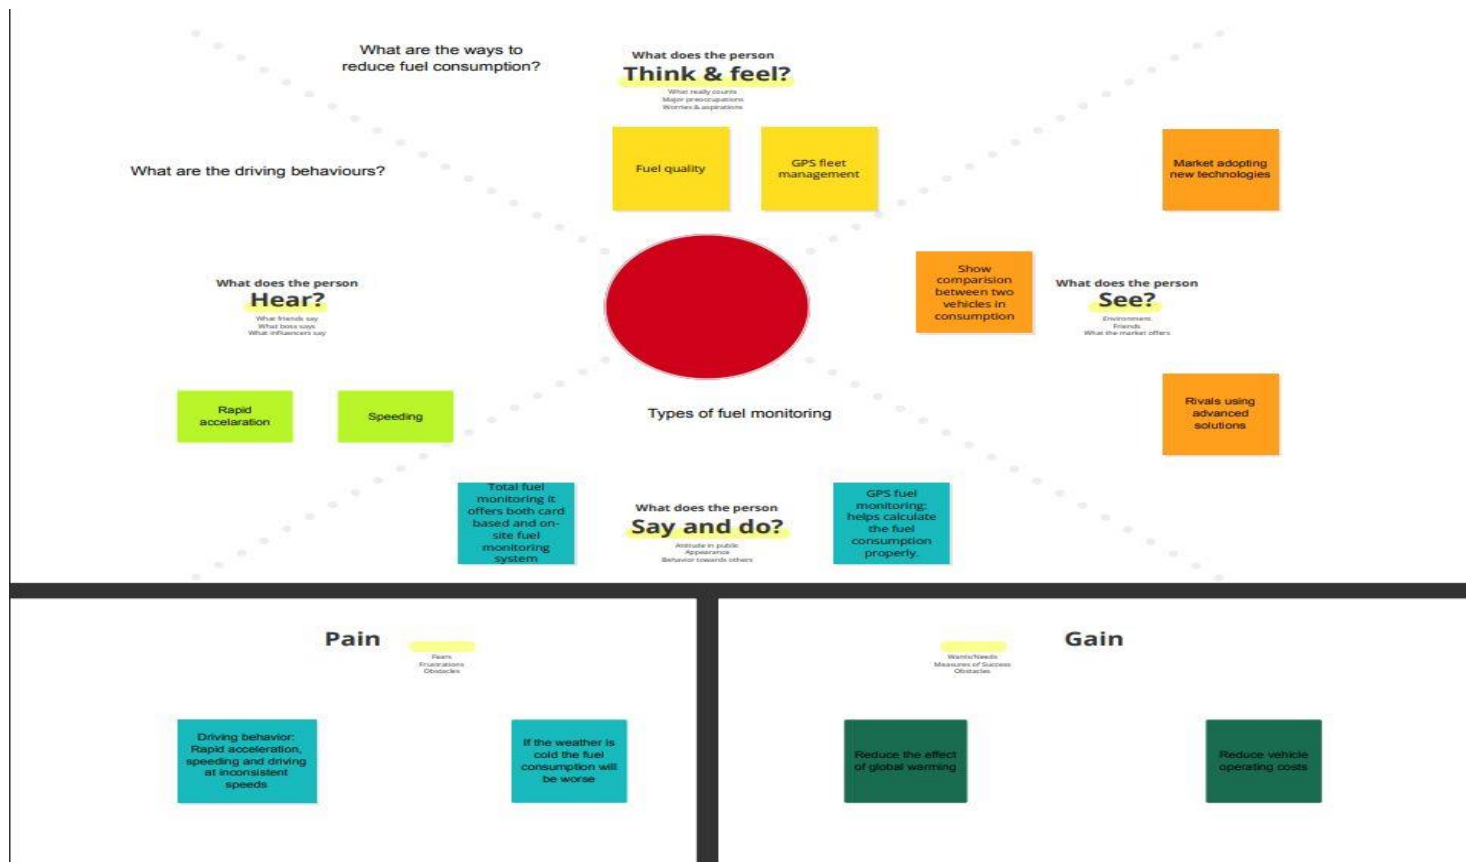 What are the ways to
reduce fuel consumption?
What does the person
Think & feel?
What really counts
Major preoccupations
Worries & aspirations
Fuel quality
GPS fleet
management
Market adopting
new technologies
What are the driving behaviours?
What does the person
Hear?
What friends say
What boss says
What influencers say
Show
comparision
between two
vehicles in
consumption
What does the person
See?
Environment
Friends
What the market offers
Rapid
accelaration
Speeding
Types of fuel monitoring
Rivals using
advanced
solutions
Total fuel
monitoring it
offers both card
based and on-
site fuel
monitoring
system
What does the person
Say and do?
Attitude in public
Appearance
Behavior towards others
GPS fuel
monitoring:
helps calculate
the fuel
consumption
properly.
Pain
Fears
Frustrations
Obstacles
Driving behavior:
Rapid acceleration,
speeding and driving
at inconsistent
speeds
If the weather is
cold the fuel
consumption will
be worse
Gain
Wants/Needs
Measures of Success
Obstacles
Reduce the effect
of global warming
Reduce vehicle
operating costs